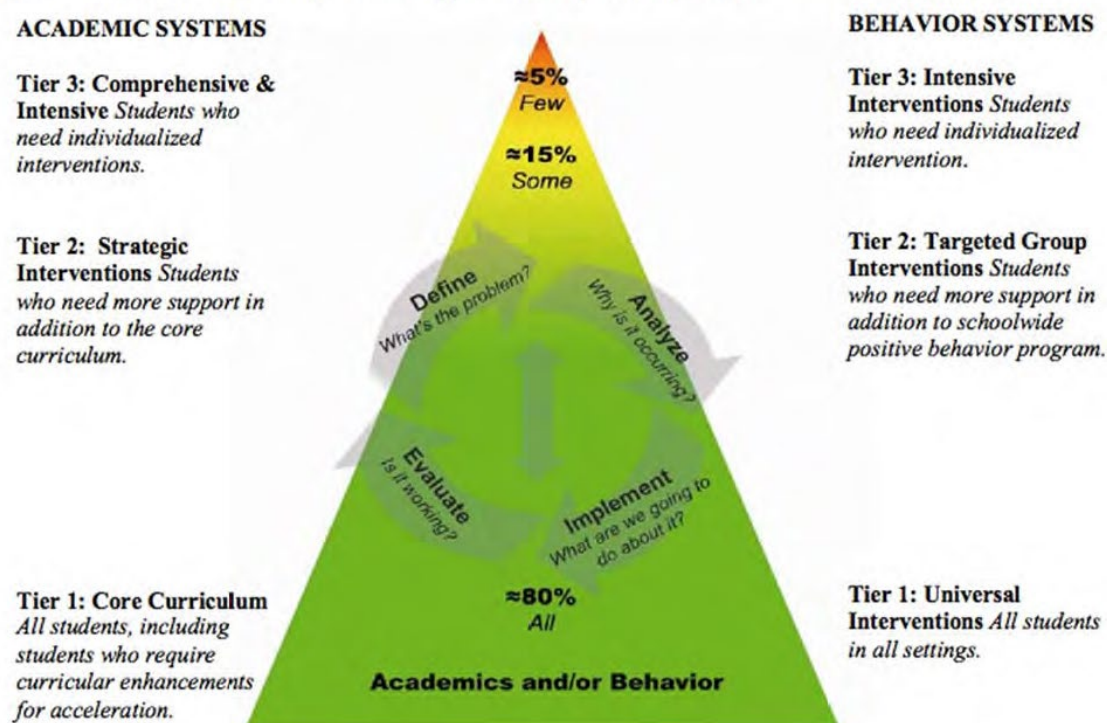 ACADEMIC SYSTEMS
Tier 3: Comprehensive &
Intensive Students who
need individualized
interventions.
Tier 2: Strategic
Interventions Students
who need more support in
addition to the core
curriculum.
Tier 1: Core Curriculum
All students, including
students who require
curricular enhancements
for acceleration.
≈5%
Few
≈15%
Some
Define
What's the problem?
Analyze
Why is it occurring?
Implement
What are we going to
do about it?
Evaluate
Is it working?
≈80%
All
Academics and/or Behavior
BEHAVIOR SYSTEMS
Tier 3: Intensive
Interventions Students
who need individualized
intervention.
Tier 2: Targeted Group
Interventions Students
who need more support in
addition to schoolwide
positive behavior program.
Tier 1: Universal
Interventions All students
in all settings.